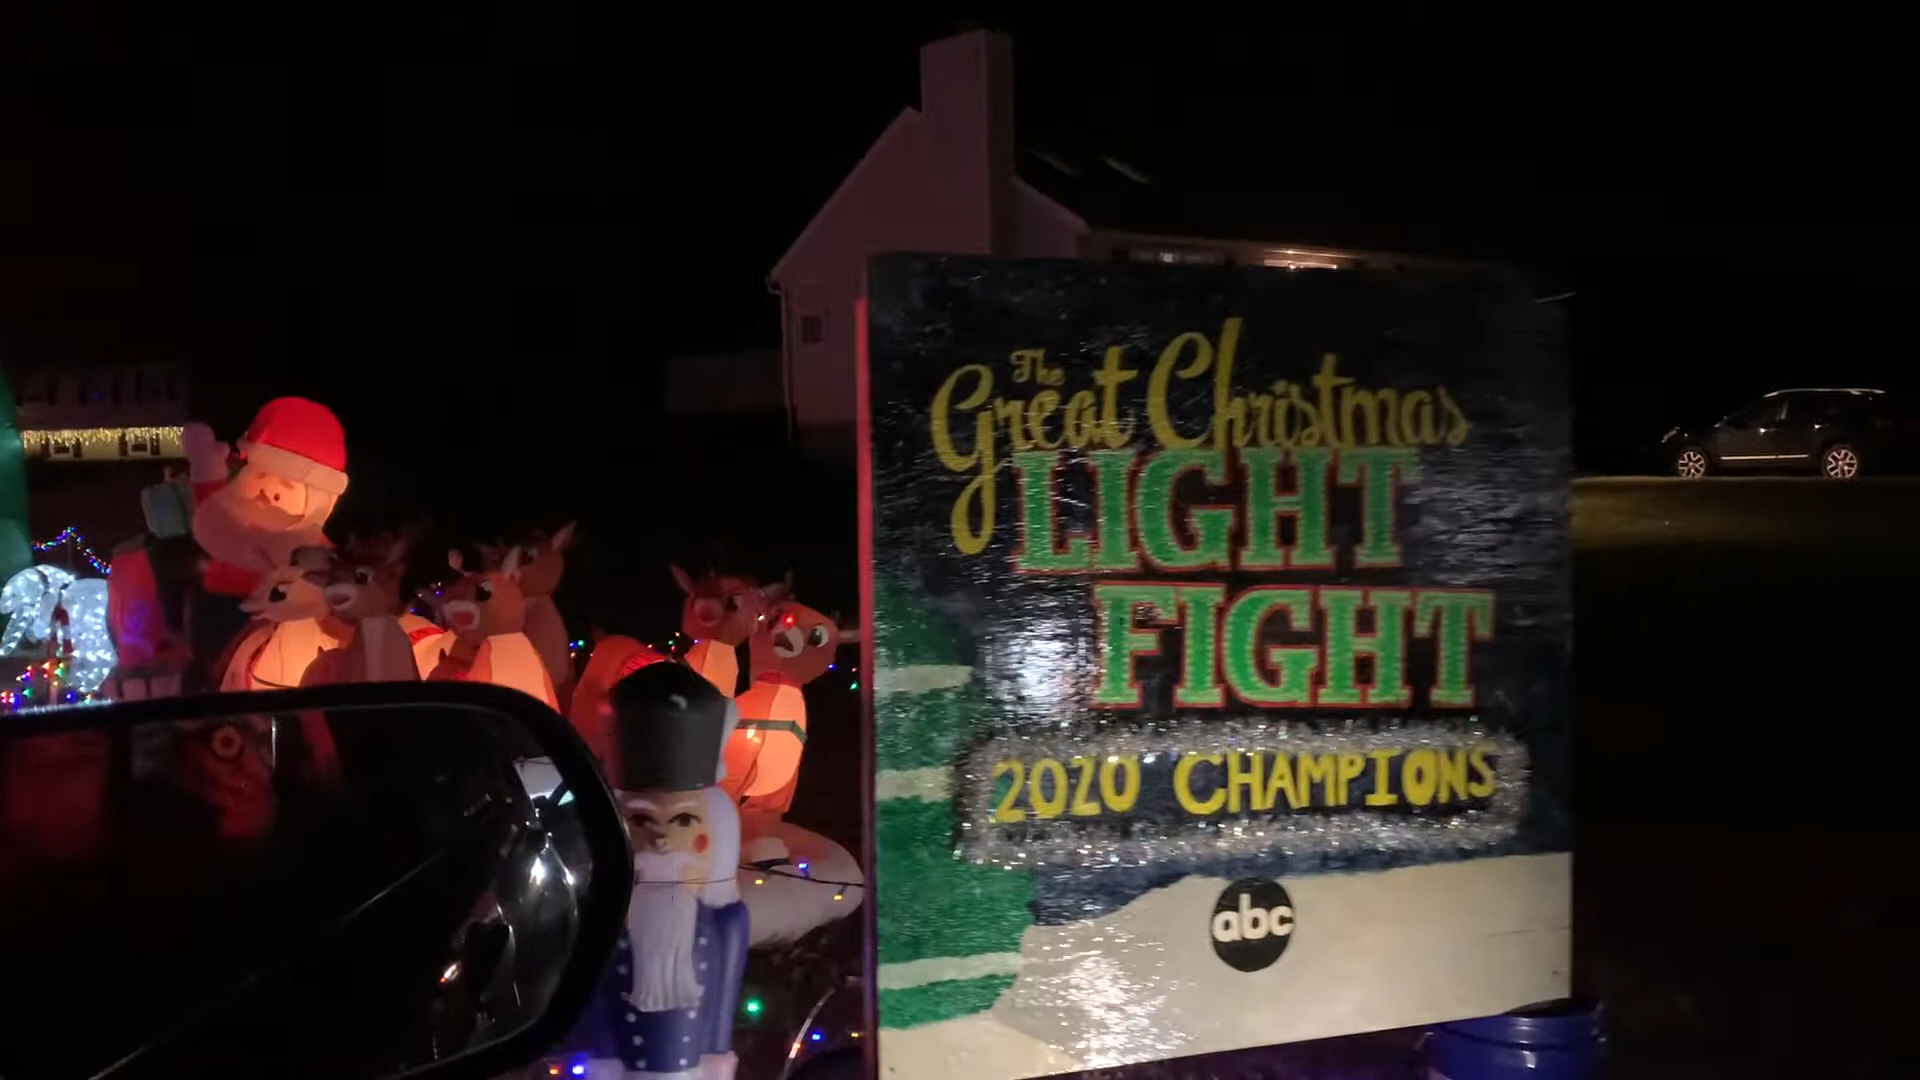 The
Great Christmas
LIGHT
FIGHT
2020 CHAMPIONS
abc